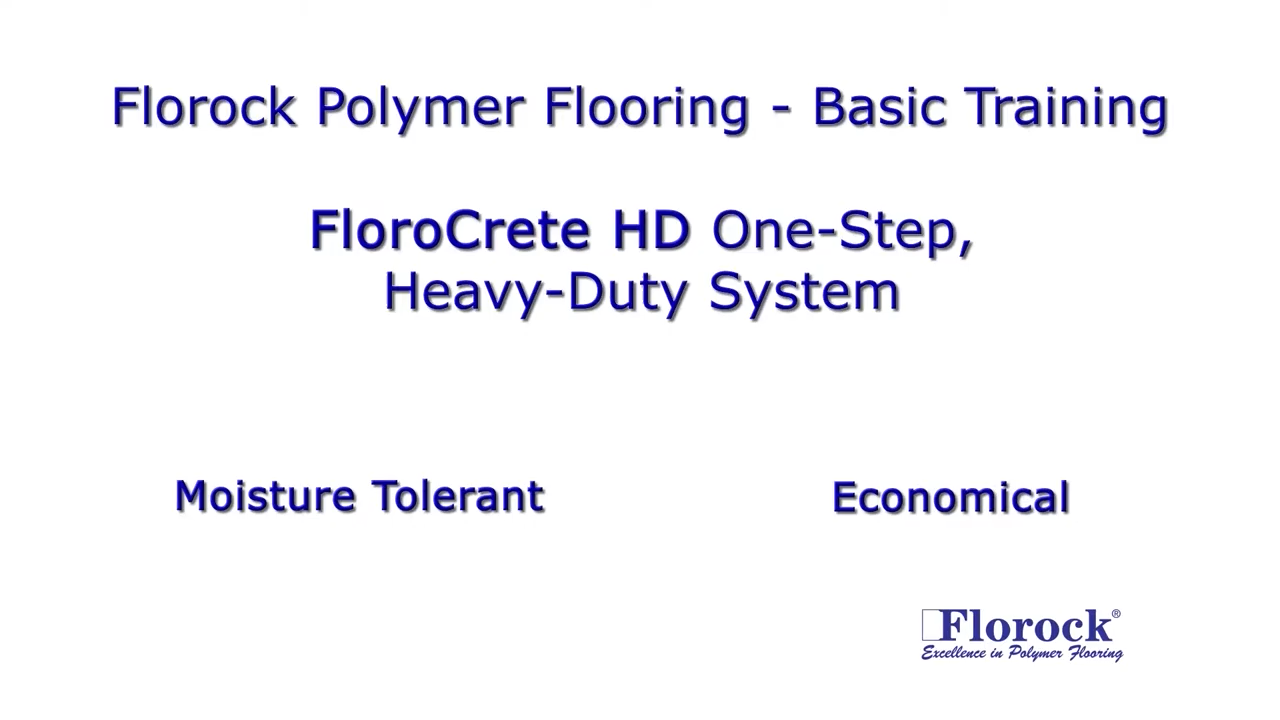 Florock Polymer Flooring - Basic Training
FloroCrete HD One-Step,
Heavy-Duty System
Moisture Tolerant
Economical
Florock®
Excellence in Polymer Flooring